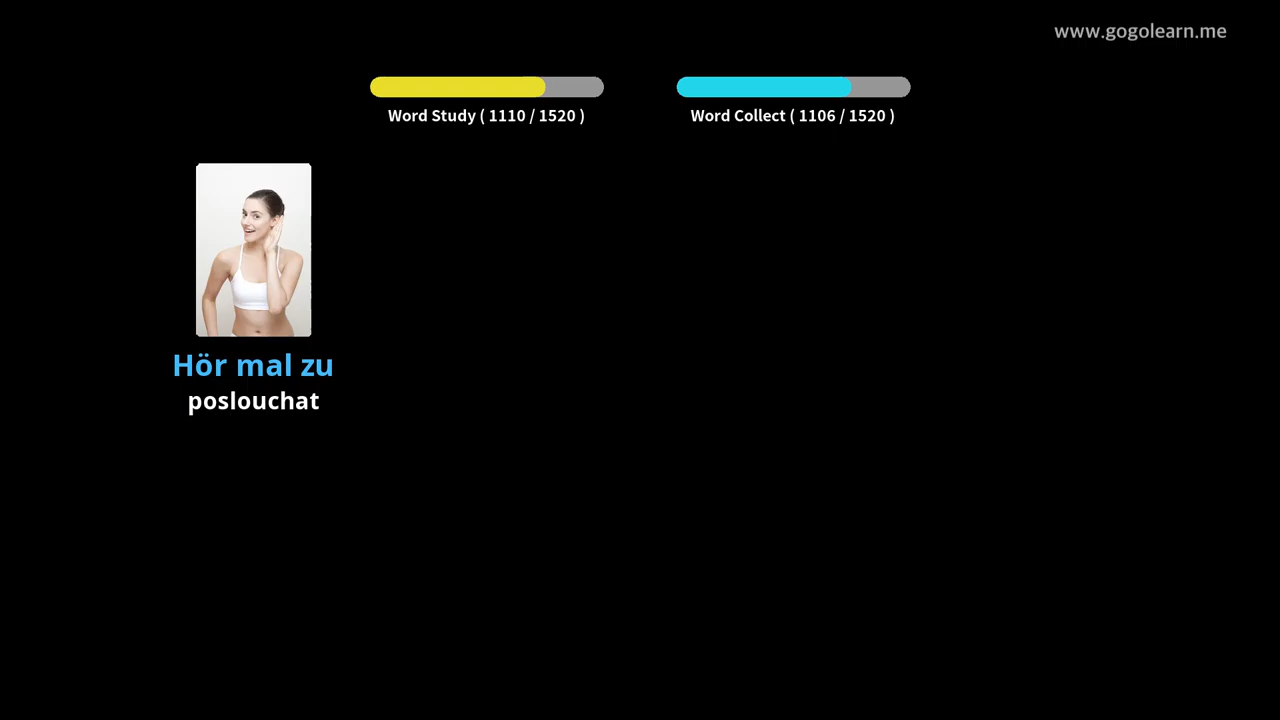 www.gogolearn.me
Word Study ( 1110 / 1520 )
Word Collect ( 1106 / 1520 )
Hör mal zu
poslouchat